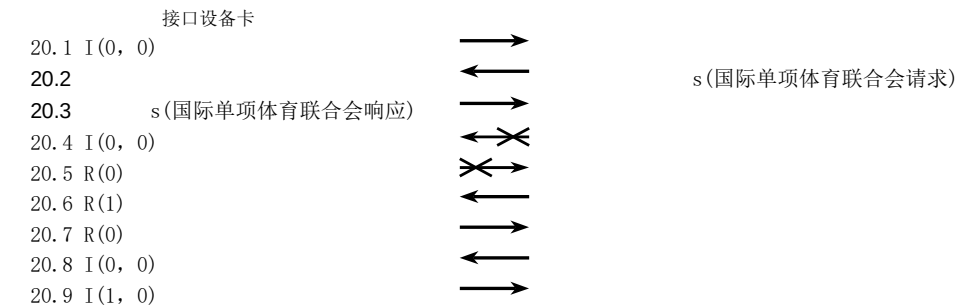 接口设备卡
20.1 I(0, 0)
20.2 s(国际单项体育联合会请求)
20.3 s(国际单项体育联合会响应)
20.4 I(0, 0)
20.5 R(0)
20.6 R(1)
20.7 R(0)
20.8 I(0, 0)
20.9 I(1, 0)